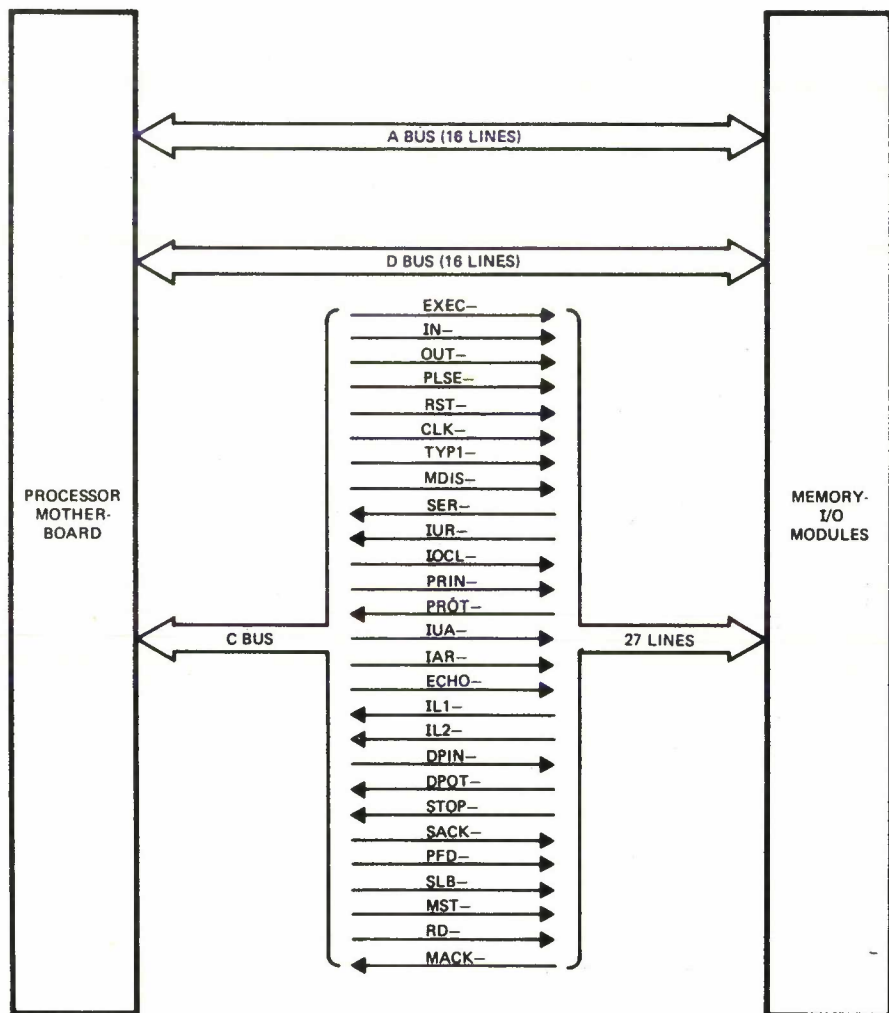 A BUS (16 LINES)
D BUS (16 LINES)
EXEC—
IN—
OUT—
PLSE—
RST—
CLK—
TYP1—
MDIS—
SER—
IUR—
IOCL—
PRIN—
PROT—
IUA—
IAR—
ECHO—
IL1—
IL2—
DPIN—
DPOT—
STOP—
SACK—
PFD—
SLB—
MST—
RD—
MACK—
PROCESSOR
MOTHER-
BOARD
C BUS
27 LINES
MEMORY-
I/O
MODULES